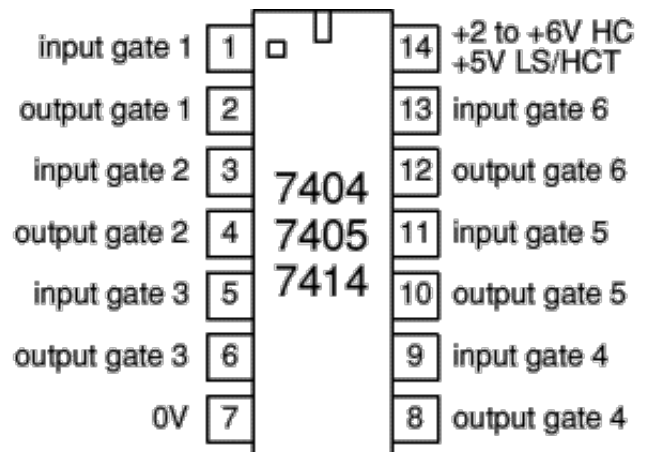 input gate 1 1 14 +2 to +6V HC
+5V LS/HCT
output gate 1 2 13 input gate 6
input gate 2 3 12 output gate 6
7404
output gate 2 4 7405 11 input gate 5
7414
input gate 3 5 10 output gate 5
output gate 3 6 9 input gate 4
0V 7 8 output gate 4